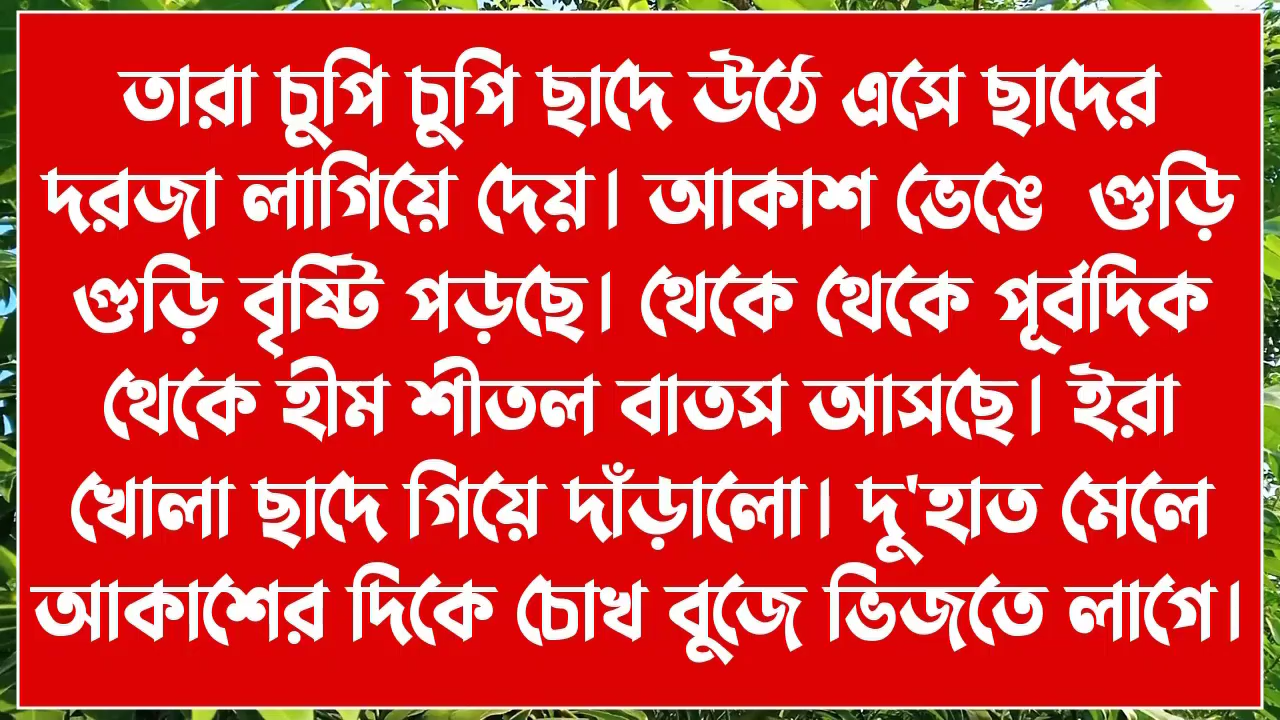 তারা চুপি চুপি ছাদে উঠে এসে ছাদের
দরজা লাগিয়ে দেয়। আকাশ ভেঙে গুড়ি
গুড়ি বৃষ্টি পড়ছে। থেকে থেকে পূর্বদিক
থেকে হীম শীতল বাতস আসছে। ইরা
খোলা ছাদে গিয়ে দাঁড়ালো। দু'হাত মেলে
আকাশের দিকে চোখ বুজে ভিজতে লাগে।